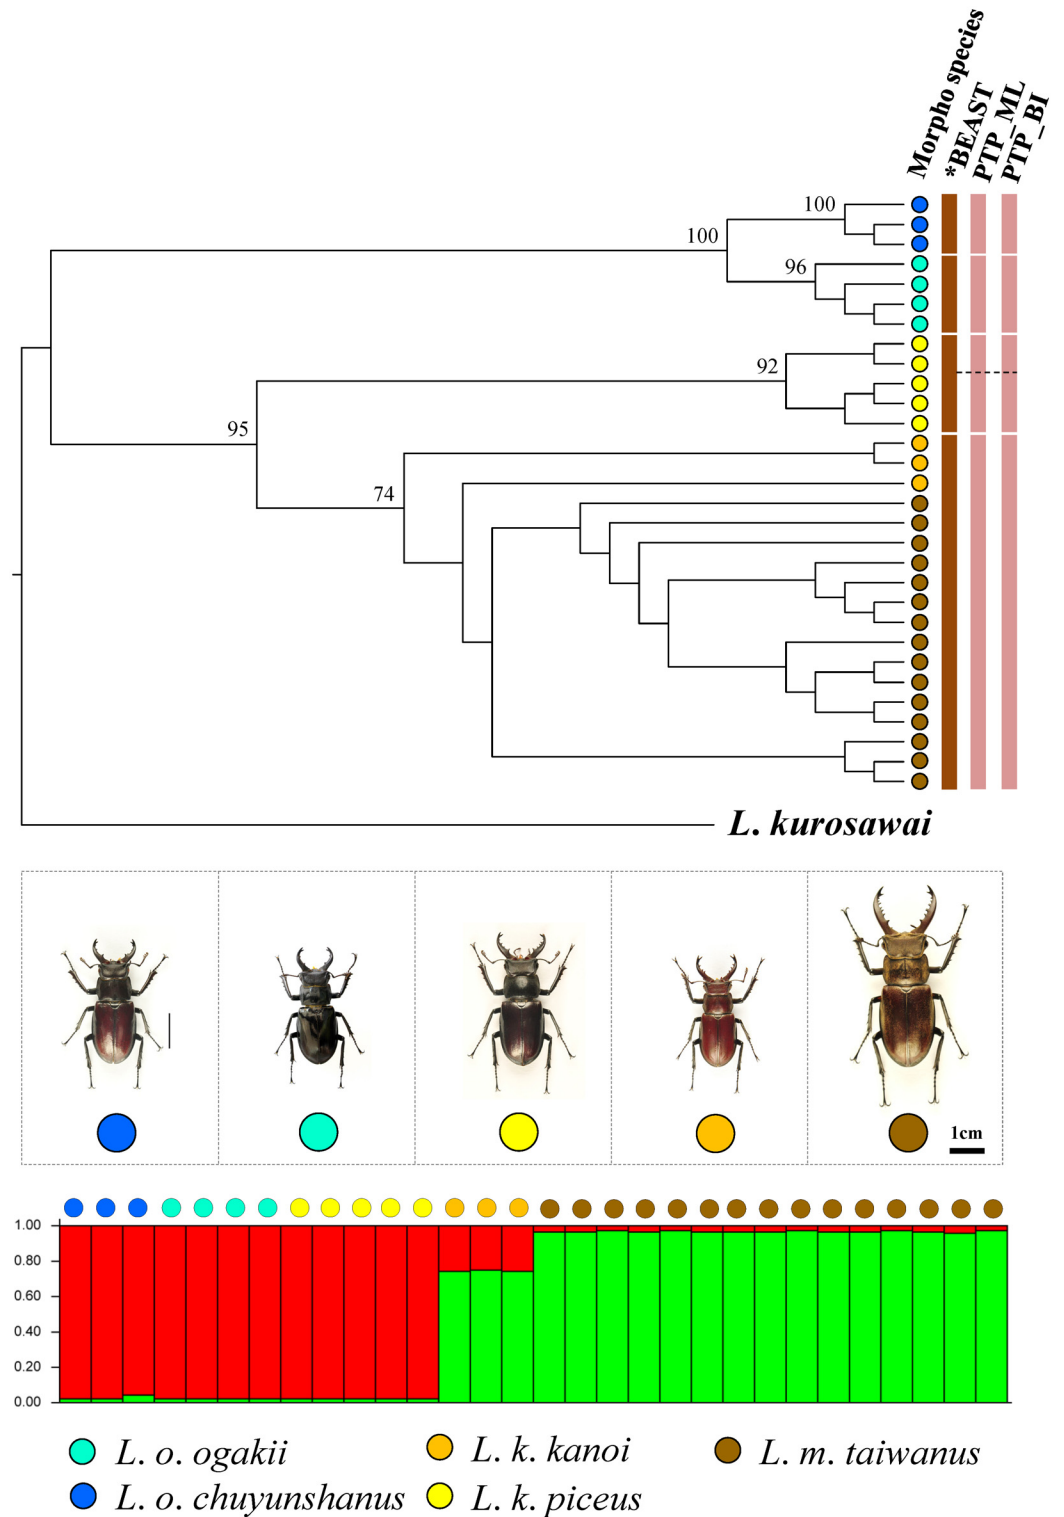 Morpho species
*BEAST
PTP_ML
PTP_BI
100
100
96
92
95
74
L. kurosawai
1cm
1.00
0.80
0.60
0.40
0.20
0.00
L. o. ogakii
L. k. kanoi
L. m. taiwanus
L. o. chuyunshanus
L. k. piceus